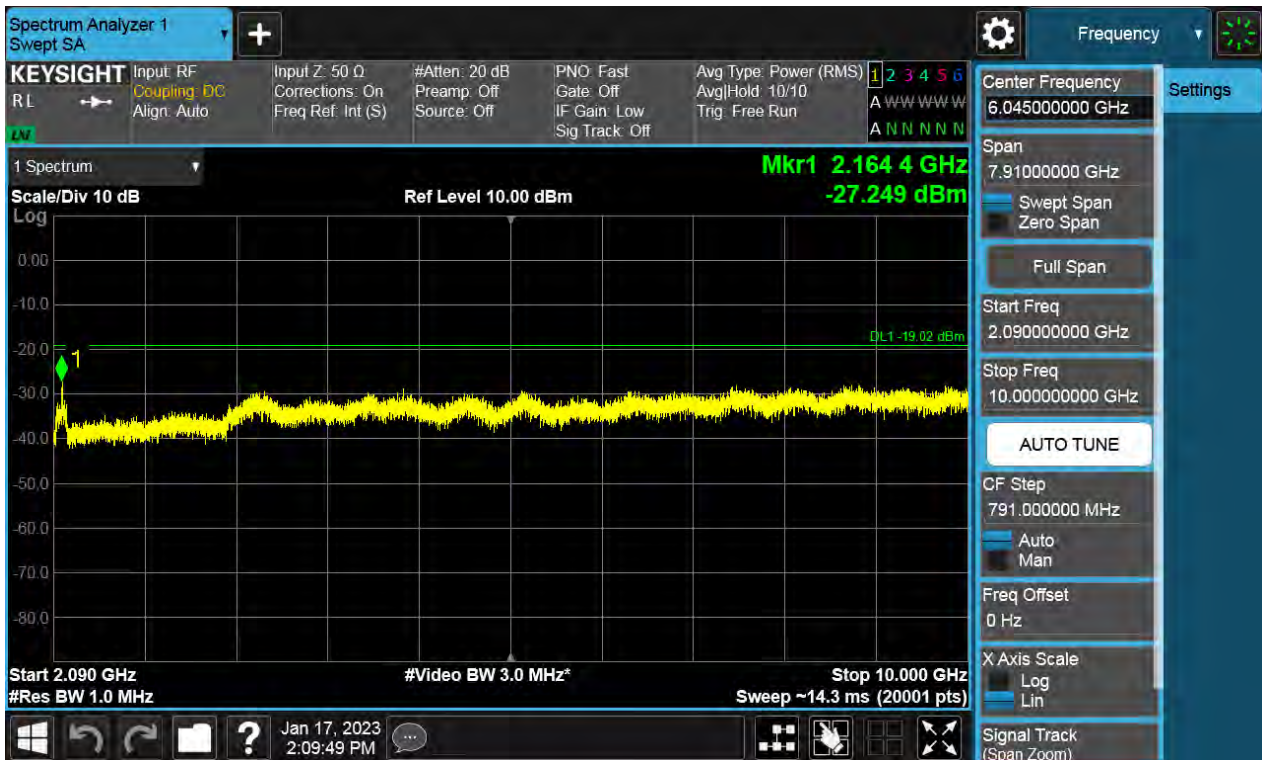 Spectrum Analyzer 1
Swept SA
+
Frequency
KEYSIGHT
RL
LXI
Input: RF
Coupling: DC
Align: Auto
Input Z: 50 Ω
Corrections: On
Freq Ref: Int (S)
#Atten: 20 dB
Preamp: Off
Source: Off
PNO: Fast
Gate: Off
IF Gain: Low
Sig Track: Off
Avg Type: Power (RMS)
Avg|Hold: 10/10
Trig: Free Run
1 2 3 4 5 6
A W W W W W
A N N N N N
1 Spectrum
Mkr1 2.164 4 GHz
-27.249 dBm
Scale/Div 10 dB
Ref Level 10.00 dBm
Log
0.00
-10.0
-20.0
-30.0
-40.0
-50.0
-60.0
-70.0
-80.0
DL1 -19.02 dBm
1
Start 2.090 GHz
#Video BW 3.0 MHz*
Stop 10.000 GHz
#Res BW 1.0 MHz
Sweep ~14.3 ms (20001 pts)
Center Frequency
6.045000000 GHz
Settings
Span
7.91000000 GHz
Swept Span
Zero Span
Full Span
Start Freq
2.090000000 GHz
Stop Freq
10.000000000 GHz
AUTO TUNE
CF Step
791.000000 MHz
Auto
Man
Freq Offset
0 Hz
X Axis Scale
Log
Lin
Signal Track
(Span Zoom)
?
Jan 17, 2023
2:09:49 PM